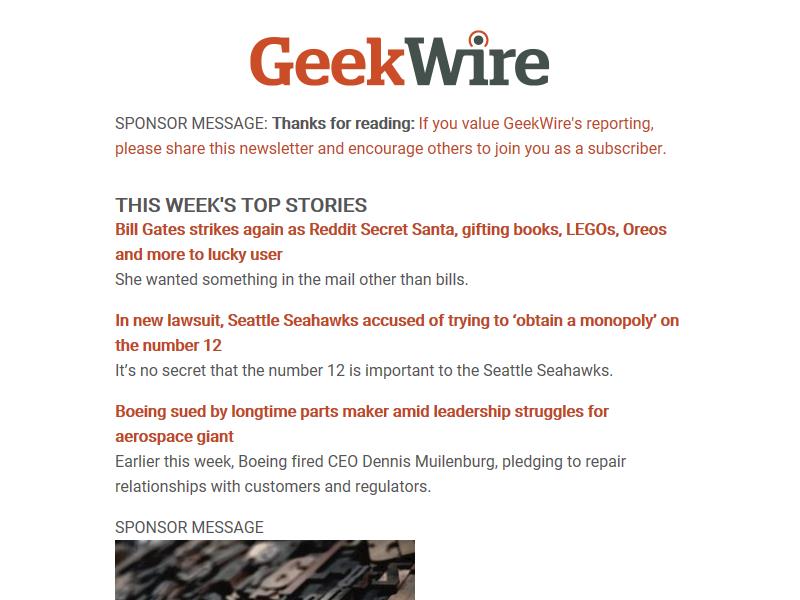 GeekWire
SPONSOR MESSAGE: Thanks for reading: If you value GeekWire's reporting,
please share this newsletter and encourage others to join you as a subscriber.
THIS WEEK'S TOP STORIES
Bill Gates strikes again as Reddit Secret Santa, gifting books, LEGOs, Oreos
and more to lucky user
She wanted something in the mail other than bills.
In new lawsuit, Seattle Seahawks accused of trying to ‘obtain a monopoly’ on
the number 12
It’s no secret that the number 12 is important to the Seattle Seahawks.
Boeing sued by longtime parts maker amid leadership struggles for
aerospace giant
Earlier this week, Boeing fired CEO Dennis Muilenburg, pledging to repair
relationships with customers and regulators.
SPONSOR MESSAGE